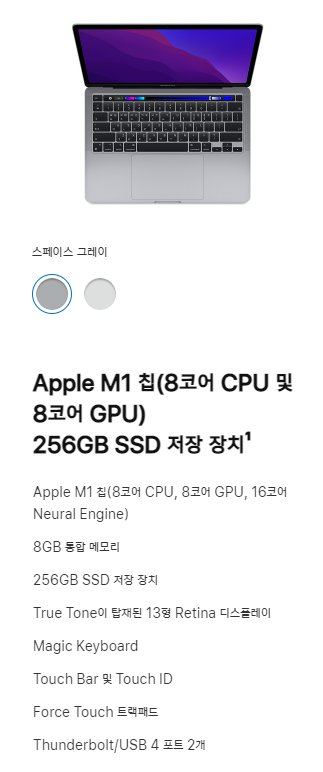 스페이스 그레이
Apple M1 칩(8코어 CPU 및
8코어 GPU)
256GB SSD 저장 장치¹
Apple M1 칩(8코어 CPU, 8코어 GPU, 16코어
Neural Engine)
8GB 통합 메모리
256GB SSD 저장 장치
True Tone이 탑재된 13형 Retina 디스플레이
Magic Keyboard
Touch Bar 및 Touch ID
Force Touch 트랙패드
Thunderbolt/USB 4 포트 2개